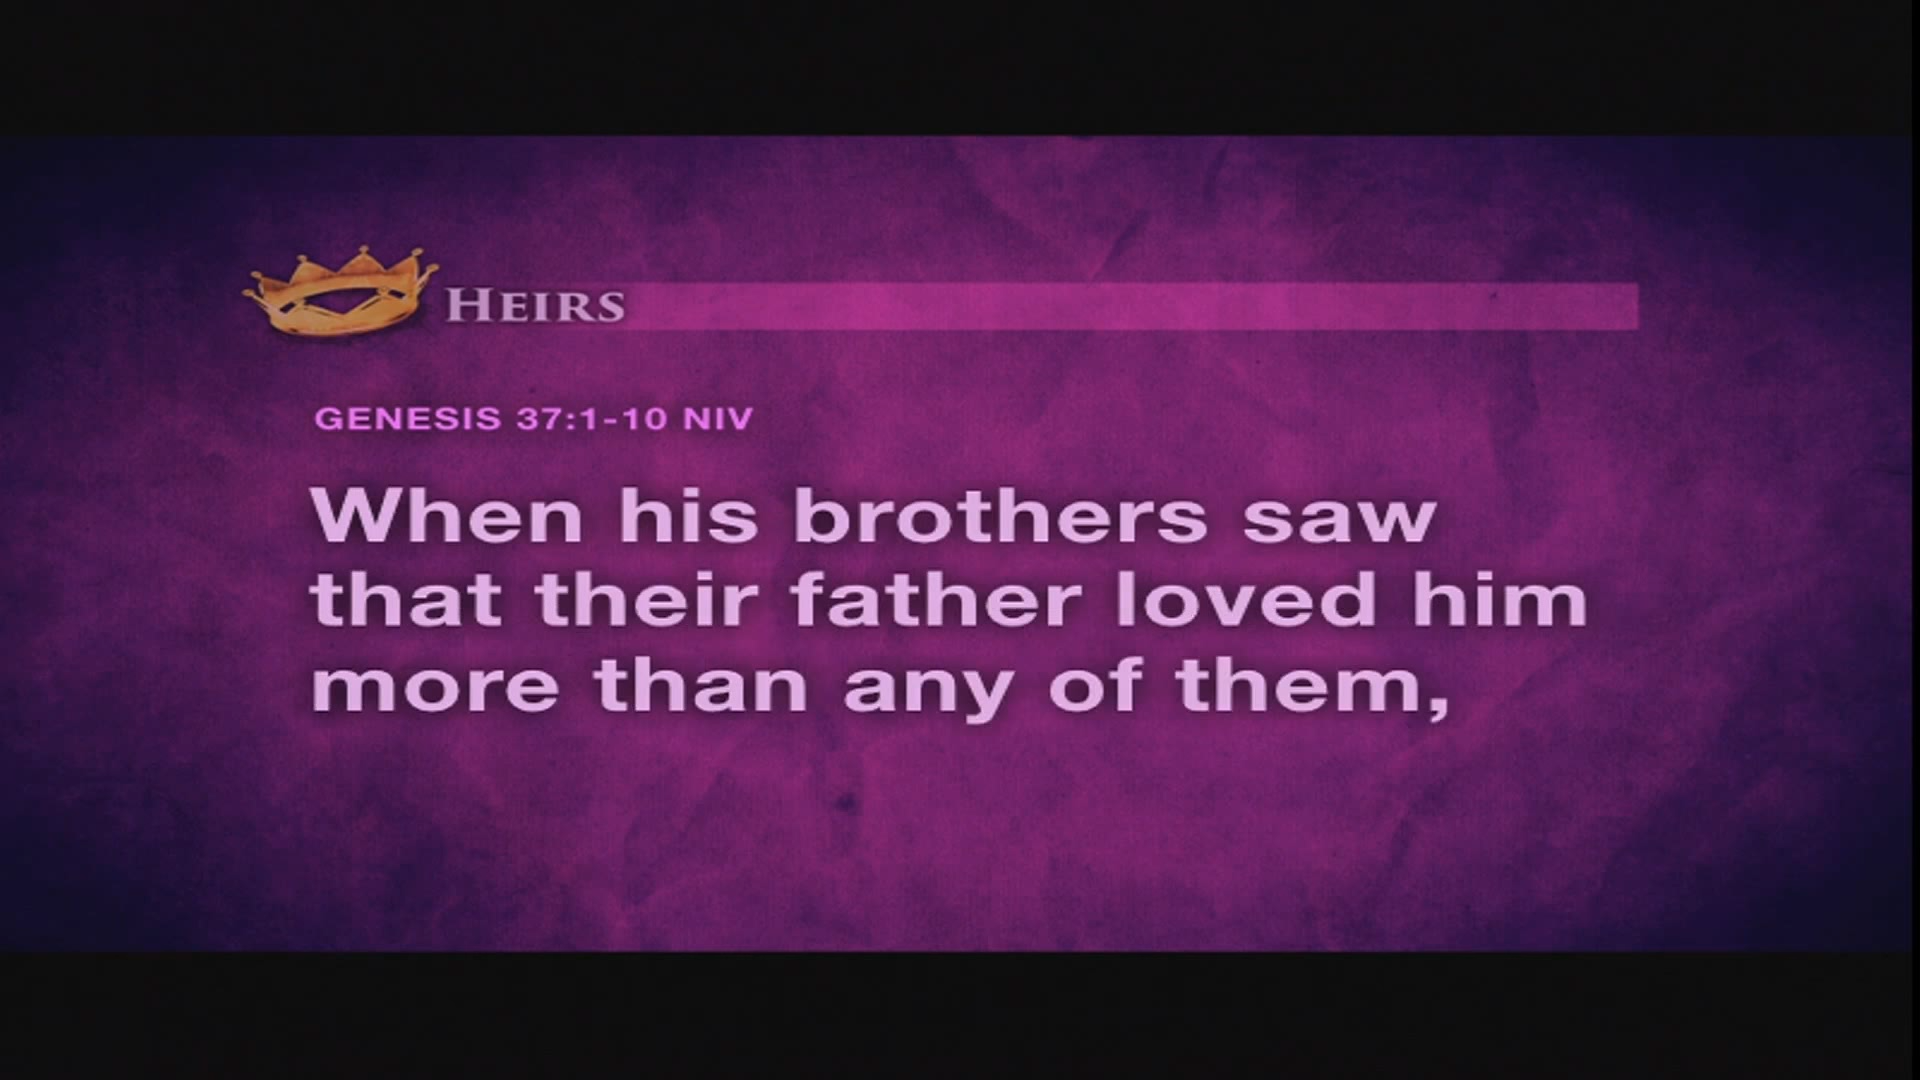 HEIRS
GENESIS 37:1-10 NIV
When his brothers saw
that their father loved him
more than any of them,